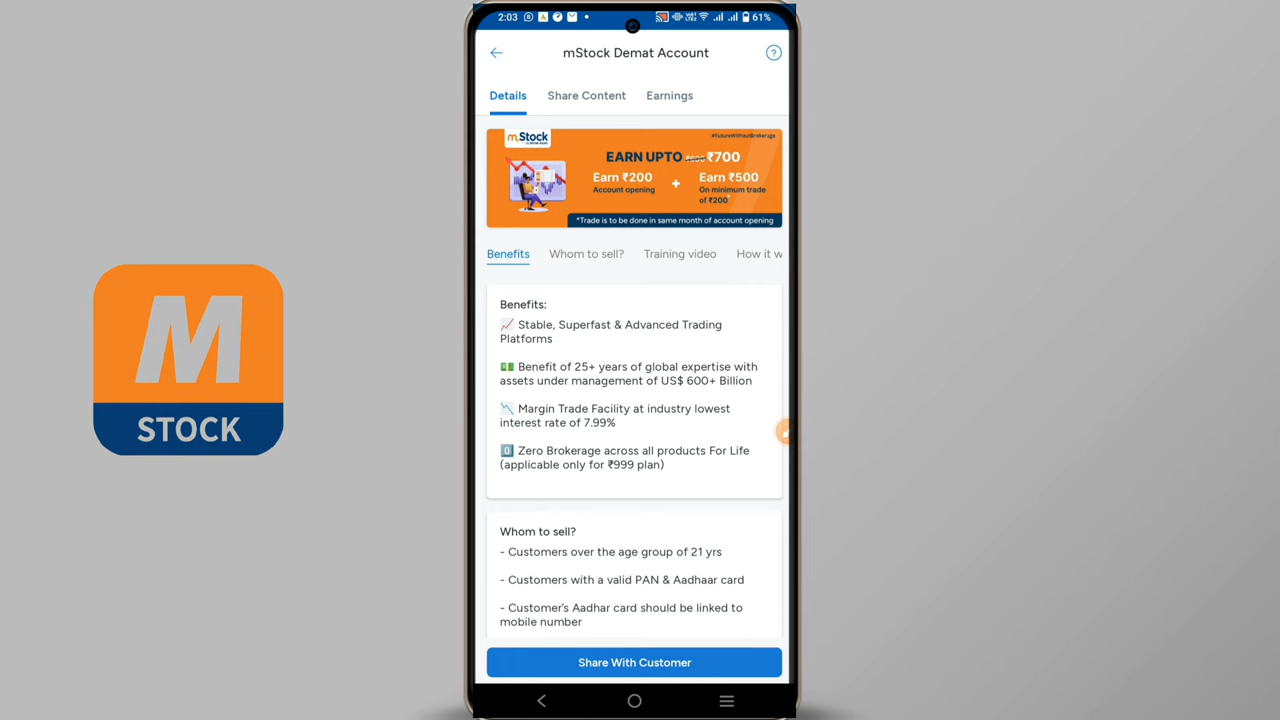 2:03
61%
mStock Demat Account
Details Share Content Earnings
m.Stock
#FutureWithoutBrokerage
EARN UPTO ₹600 ₹700
Earn ₹200 + Earn ₹500
Account opening On minimum trade
of ₹200
*Trade is to be done in same month of account opening
Benefits Whom to sell? Training video How it w
Benefits:
📈 Stable, Superfast & Advanced Trading
Platforms
💵 Benefit of 25+ years of global expertise with
assets under management of US$ 600+ Billion
📉 Margin Trade Facility at industry lowest
interest rate of 7.99%
0️⃣ Zero Brokerage across all products For Life
(applicable only for ₹999 plan)
Whom to sell?
- Customers over the age group of 21 yrs
- Customers with a valid PAN & Aadhaar card
- Customer's Aadhar card should be linked to
mobile number
Share With Customer
M
STOCK